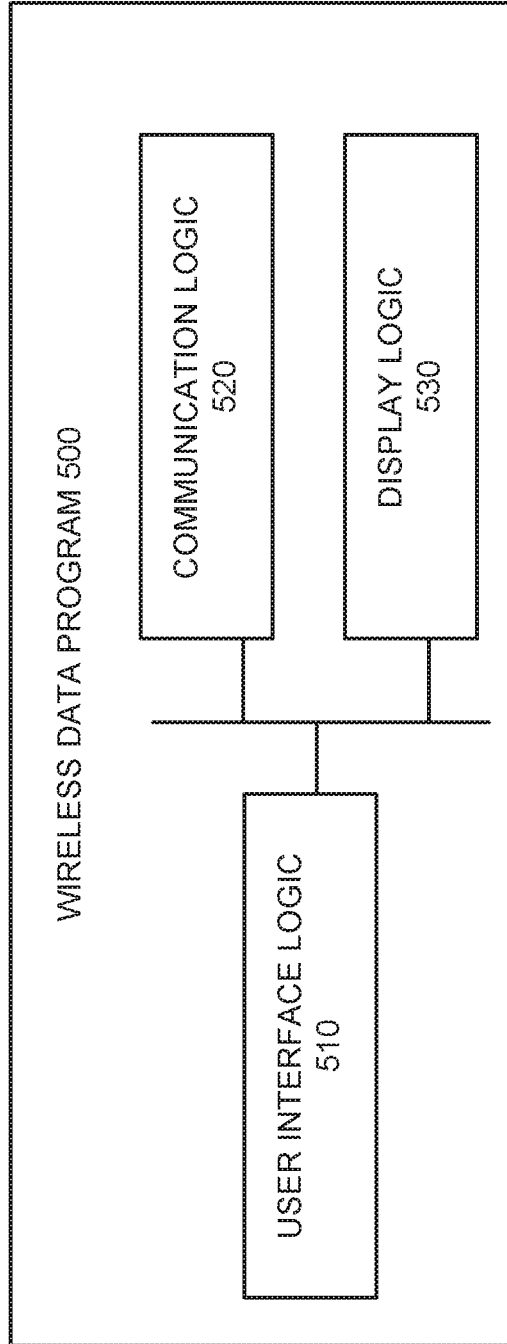 WIRELESS DATA PROGRAM 500
USER INTERFACE LOGIC
510
COMMUNICATION LOGIC
520
DISPLAY LOGIC
530